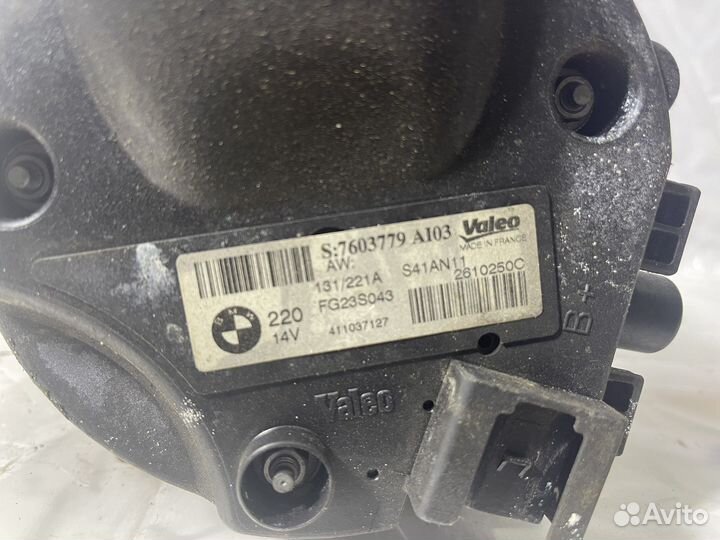 S:7603779 AI03 Valeo
MADE IN FRANCE
AW:
131/221A S41AN11
FG23S043 2610250C
220
14V 411037127
B+
Valeo
Avito